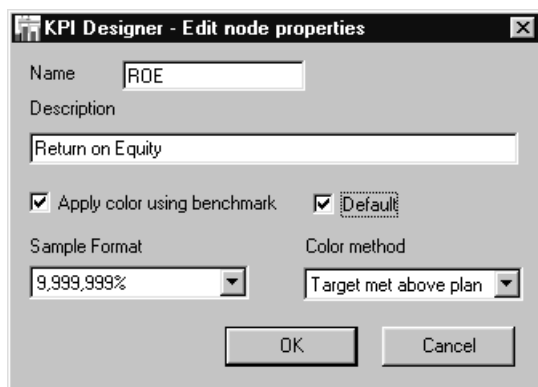 KPI Designer - Edit node properties
Name ROE
Description
Return on Equity
Apply color using benchmark Default
Sample Format Color method
9,999,999% Target met above plan
OK Cancel